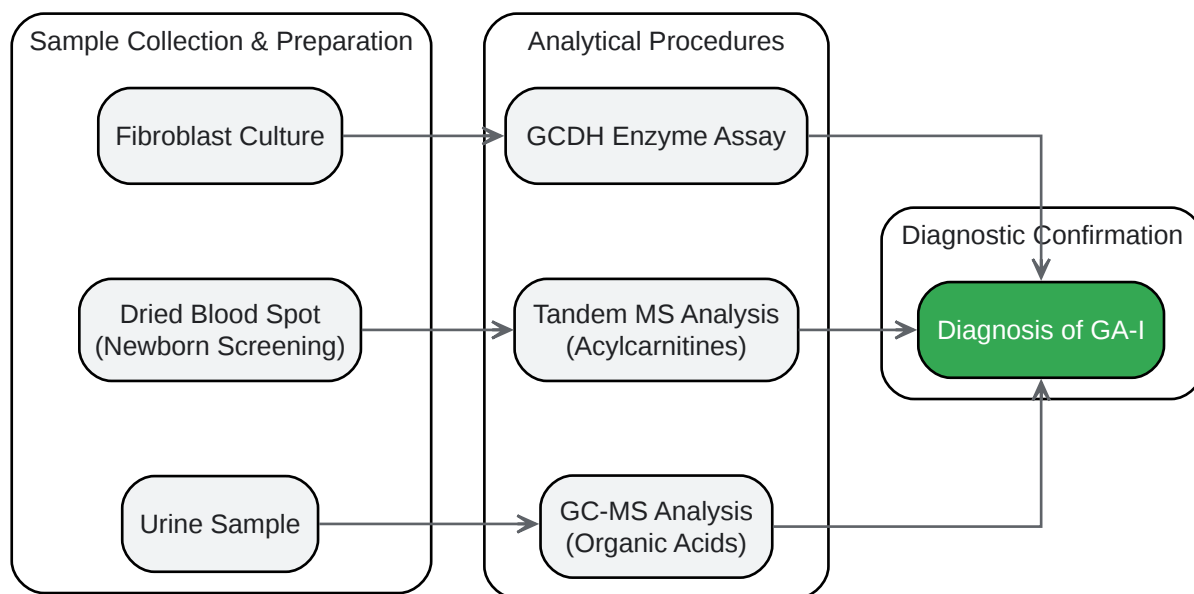 Sample Collection & Preparation
Fibroblast Culture
Dried Blood Spot
(Newborn Screening)
Urine Sample
Analytical Procedures
GCDH Enzyme Assay
Tandem MS Analysis
(Acylcarnitines)
GC-MS Analysis
(Organic Acids)
Diagnostic Confirmation
Diagnosis of GA-I